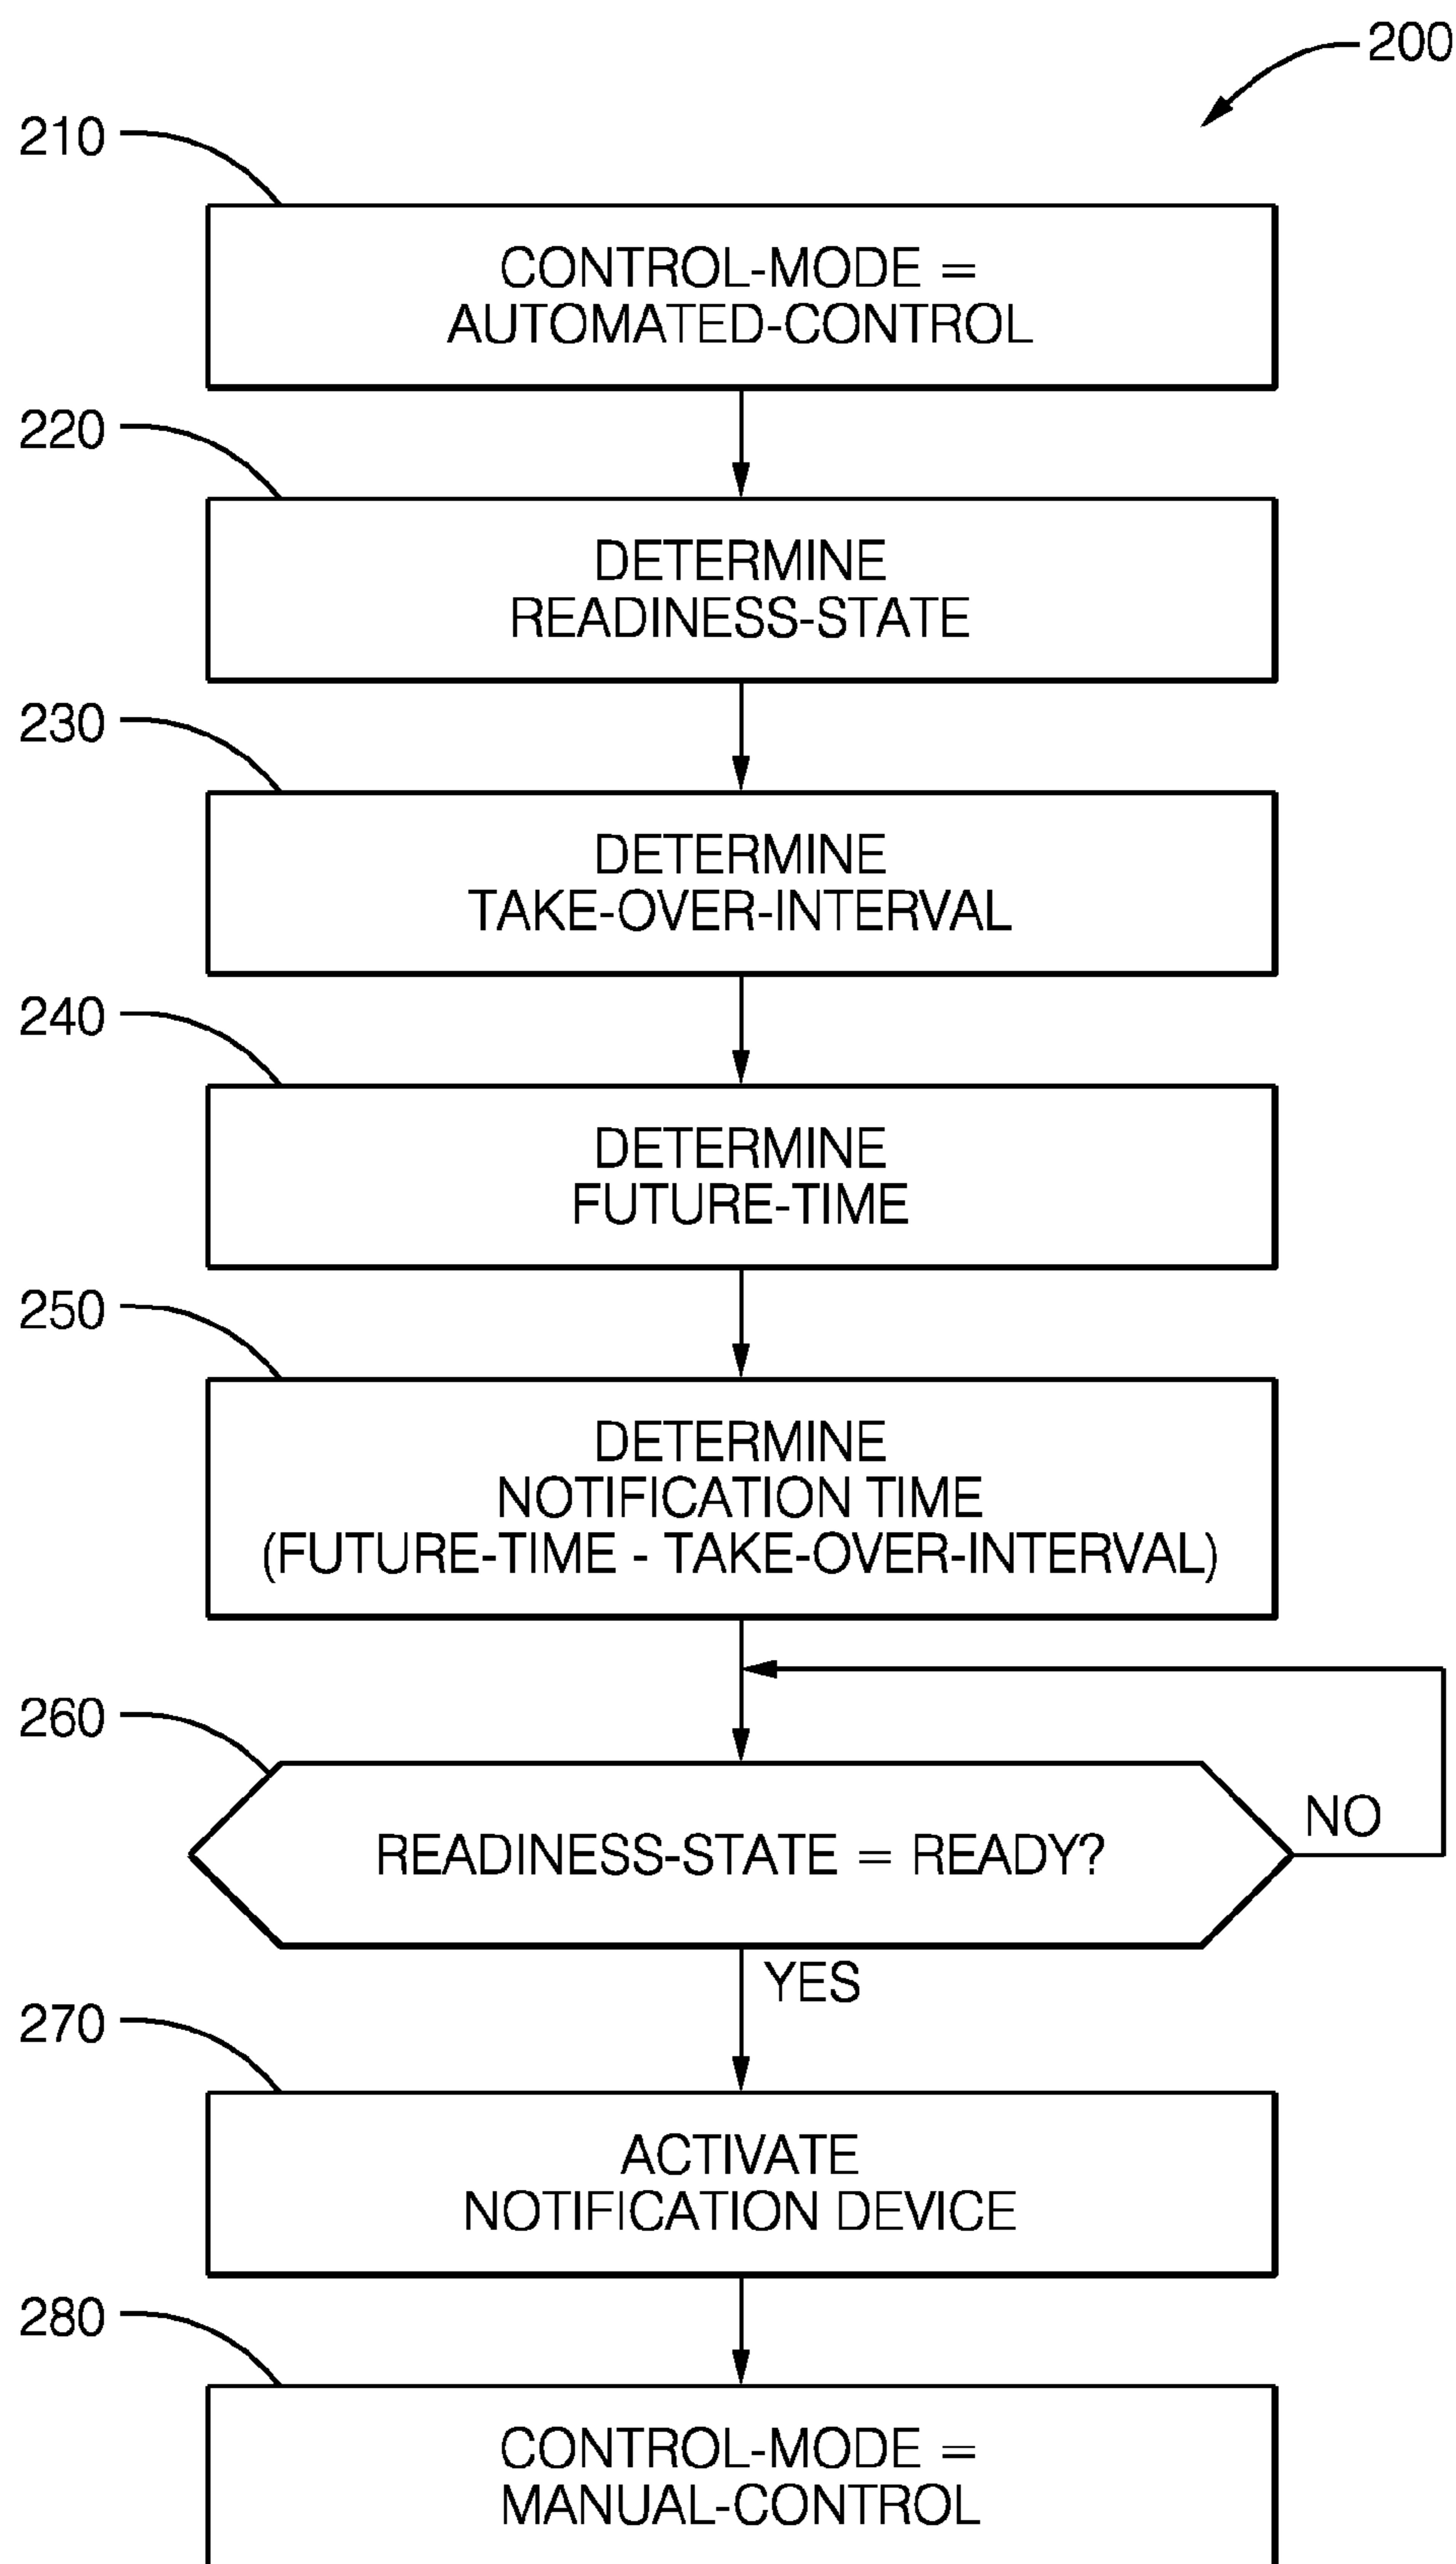 200
210
CONTROL-MODE =
AUTOMATED-CONTROL
220
DETERMINE
READINESS-STATE
230
DETERMINE
TAKE-OVER-INTERVAL
240
DETERMINE
FUTURE-TIME
250
DETERMINE
NOTIFICATION TIME
(FUTURE-TIME - TAKE-OVER-INTERVAL)
260
READINESS-STATE = READY?
NO
YES
270
ACTIVATE
NOTIFICATION DEVICE
280
CONTROL-MODE =
MANUAL-CONTROL